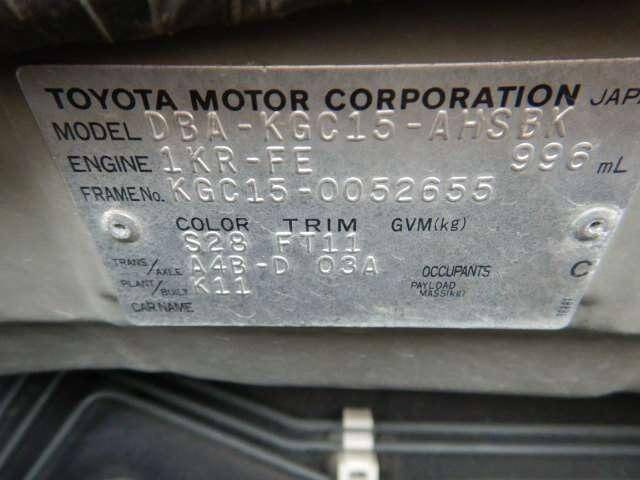 TOYOTA MOTOR CORPORATION JAPA
MODEL DBA-KGC15-AHSBK
ENGINE 1KR-FE 996 mL
FRAME No. KGC15-0052655
COLOR TRIM GVM(kg)
S28 FT11
TRANS/AXLE A4B-D 03A OCCUPANTS C
PLANT/BUILT K11 PAYLOAD MASS(kg)
CAR NAME